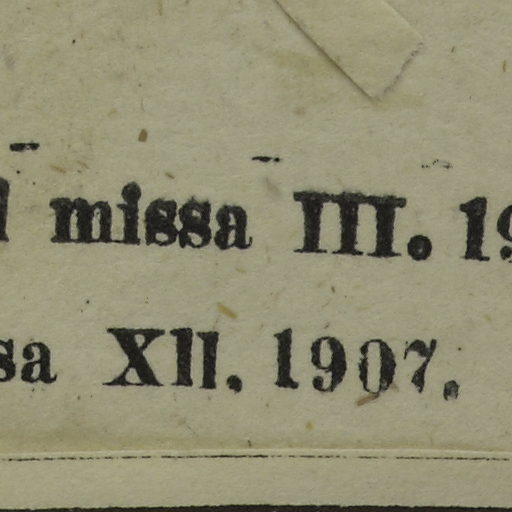 missa III. 19
sa XII. 1907.